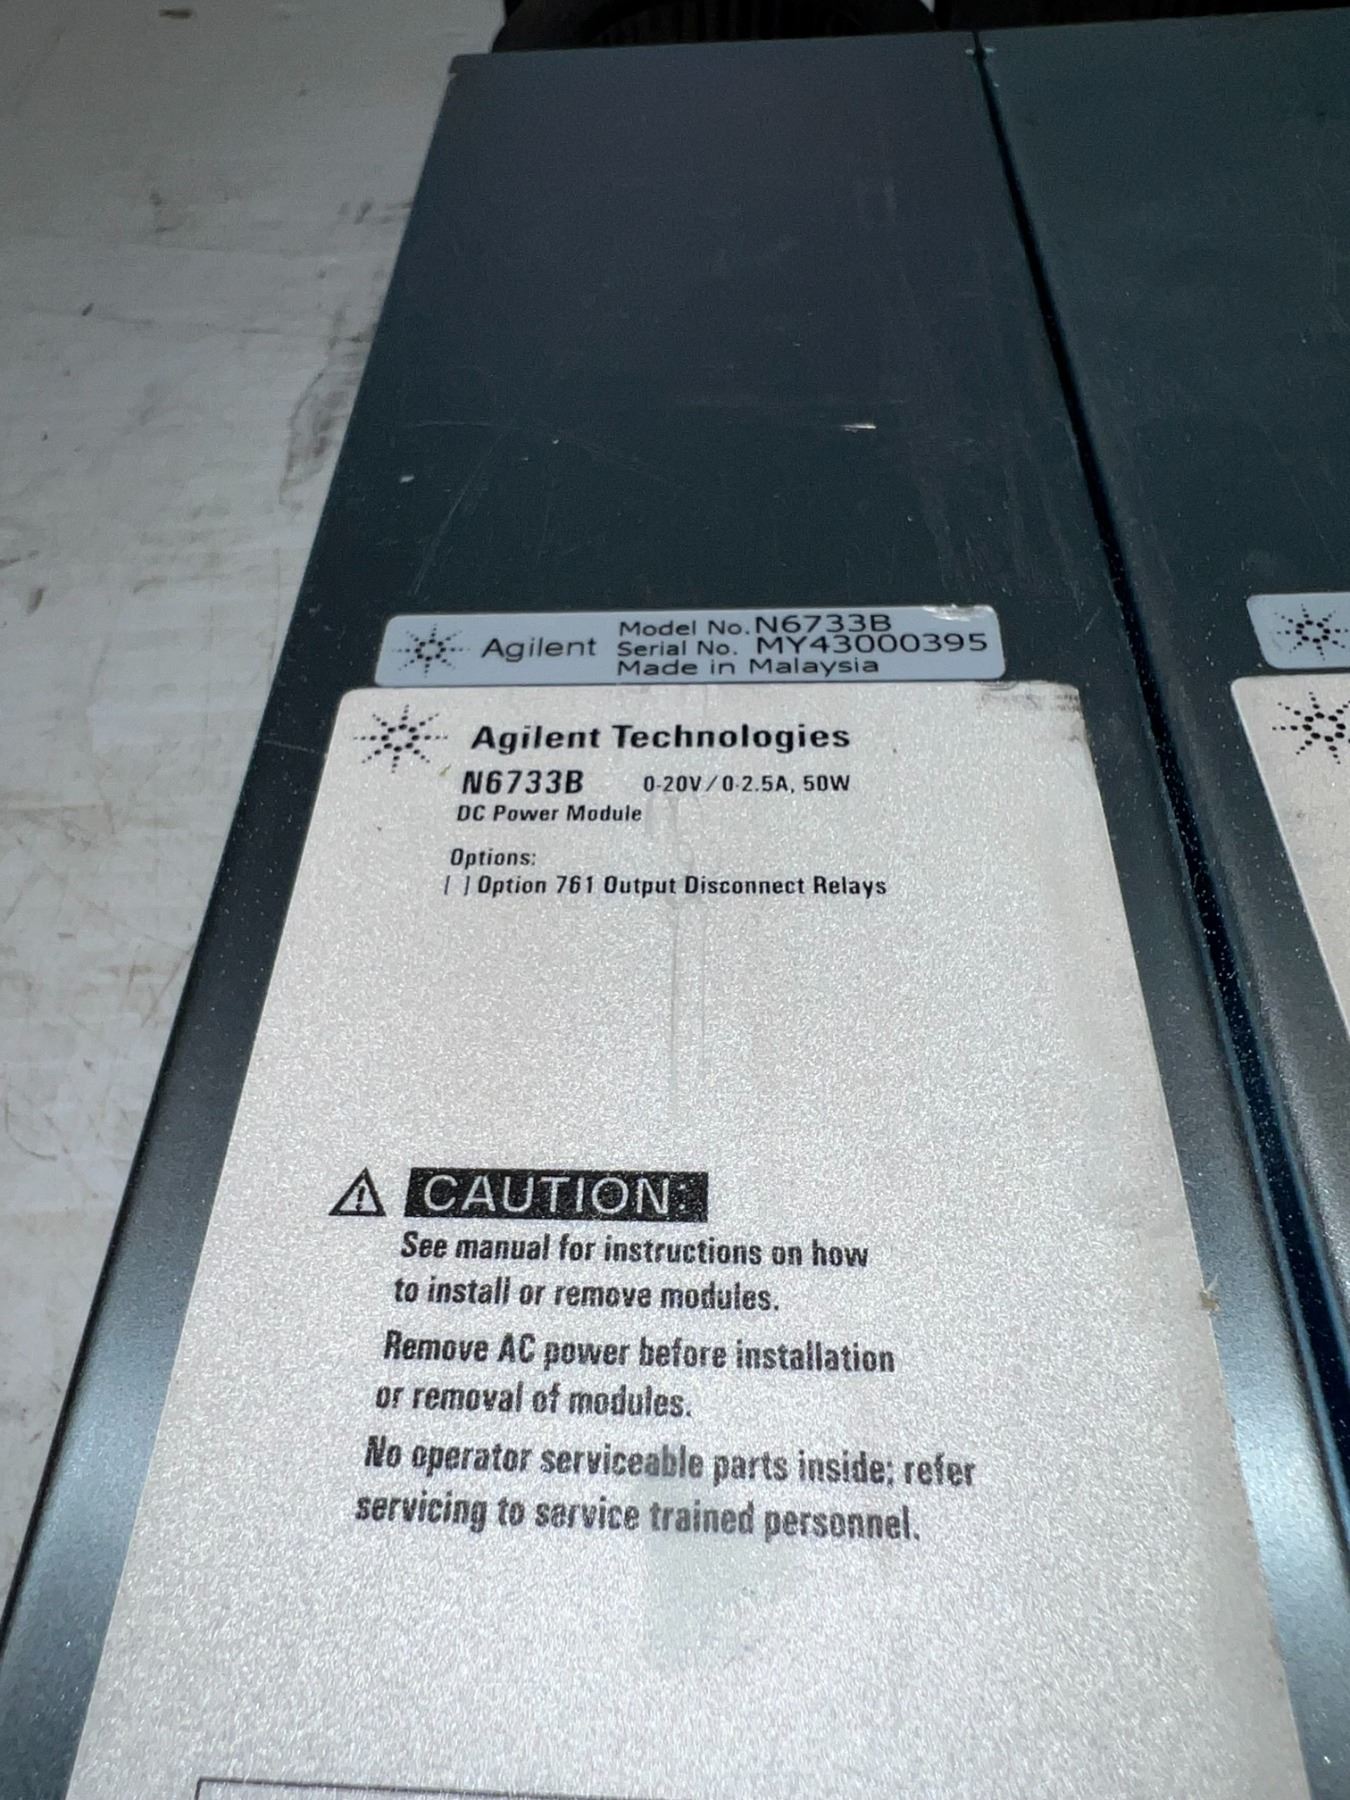 Agilent
Model No. N6733B
Serial No. MY43000395
Made in Malaysia
Agilent Technologies
N6733B 0-20V / 0-2.5A, 50W
DC Power Module
Options:
[ ] Option 761 Output Disconnect Relays
CAUTION:
See manual for instructions on how
to install or remove modules.
Remove AC power before installation
or removal of modules.
No operator serviceable parts inside; refer
servicing to service trained personnel.